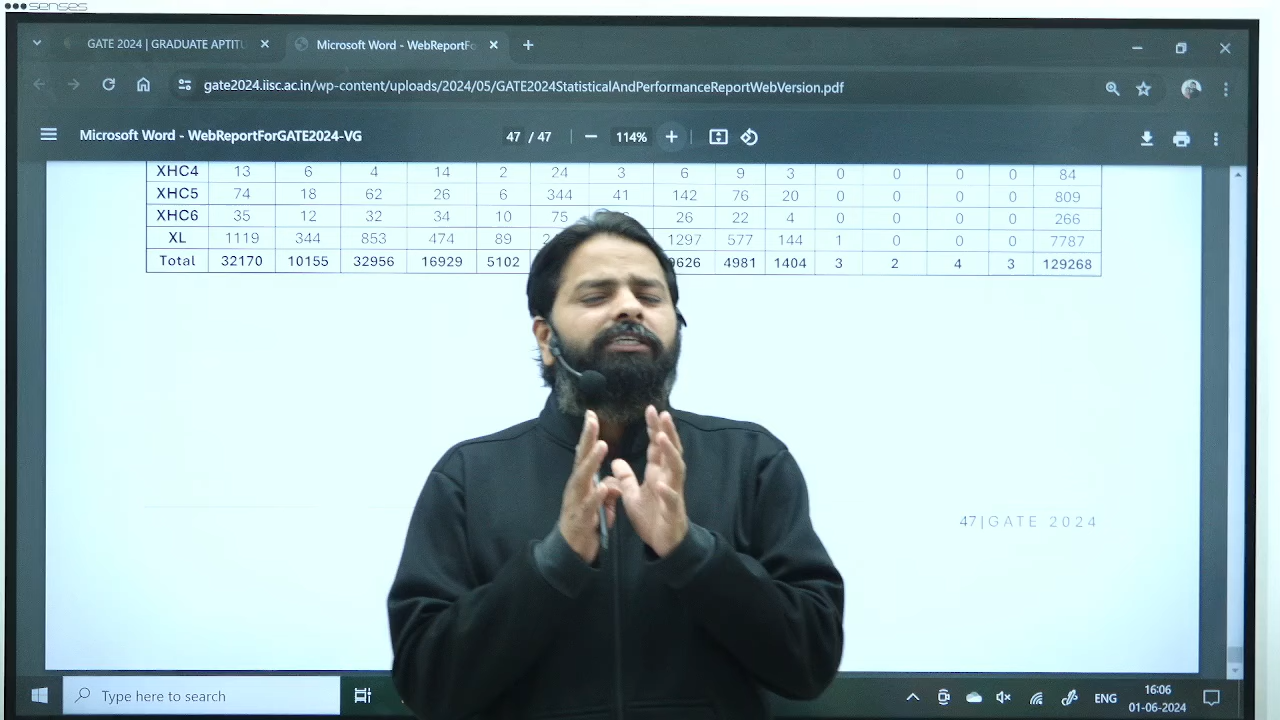 senses
GATE 2024 | GRADUATE APTIT
Microsoft Word - WebReportFo
gate2024.iisc.ac.in/wp-content/uploads/2024/05/GATE2024StatisticalAndPerformanceReportWebVersion.pdf
Microsoft Word - WebReportForGATE2024-VG 47 / 47 114%
XHC4 13 6 4 14 2 24 3 6 9 3 0 0 0 0 84
XHC5 74 18 62 26 6 344 41 142 76 20 0 0 0 0 809
XHC6 35 12 32 34 10 75 26 22 4 0 0 0 0 266
XL 1119 344 853 474 89 1297 577 144 1 0 0 0 7787
Total 32170 10155 32956 16929 5102 4981 1404 3 2 4 3 129268
47|GATE 2024
Type here to search
ENG
16:06
01-06-2024